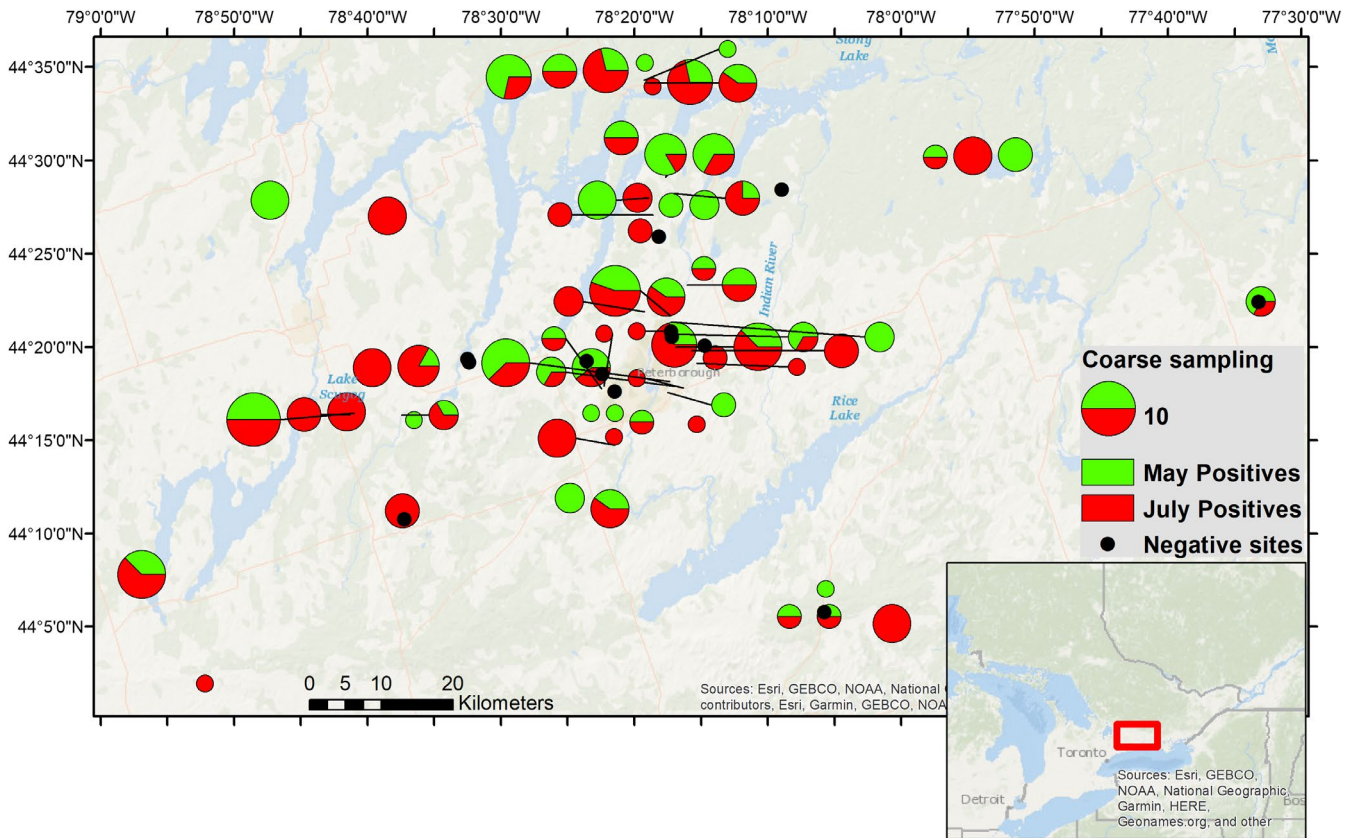 79°0'0"W 78°50'0"W 78°40'0"W 78°30'0"W 78°20'0"W 78°10'0"W 78°0'0"W 77°50'0"W 77°40'0"W 77°30'0"W
Stony
Lake
44°35'0"N
44°30'0"N
44°25'0"N
Indian River
44°20'0"N
Peterborough
Lake
Scugog
Rice
Lake
44°15'0"N
44°10'0"N
44°5'0"N
Coarse sampling
10
May Positives
July Positives
Negative sites
0 5 10 20
Kilometers
Sources: Esri, GEBCO, NOAA, National
contributors, Esri, Garmin, GEBCO, NOA
Toronto
Detroit
Bos
Sources: Esri, GEBCO,
NOAA, National Geographic,
Garmin, HERE,
Geonames.org, and other